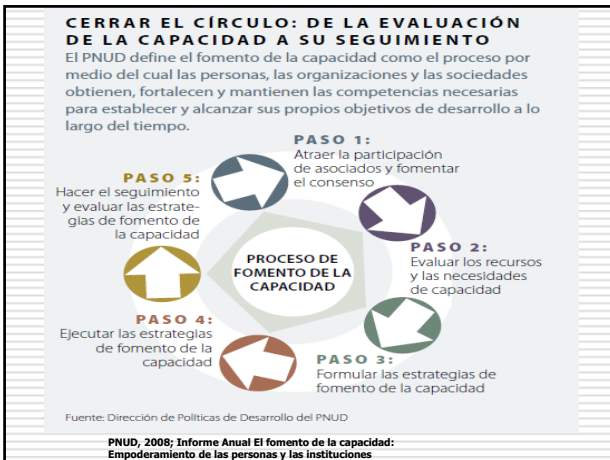 CERRAR EL CÍRCULO: DE LA EVALUACIÓN
DE LA CAPACIDAD A SU SEGUIMIENTO
El PNUD define el fomento de la capacidad como el proceso por
medio del cual las personas, las organizaciones y las sociedades
obtienen, fortalecen y mantienen las competencias necesarias
para establecer y alcanzar sus propios objetivos de desarrollo a lo
largo del tiempo.
PASO 1:
Atraer la participación
de asociados y fomentar
el consenso
PASO 2:
Evaluar los recursos
y las necesidades
de capacidad
PASO 3:
Formular las estrategias de
fomento de la capacidad
PASO 4:
Ejecutar las estrategias
de fomento de la
capacidad
PASO 5:
Hacer el seguimiento
y evaluar las estrate-
gias de fomento de
la capacidad
PROCESO DE
FOMENTO DE LA
CAPACIDAD
Fuente: Dirección de Políticas de Desarrollo del PNUD
PNUD, 2008; Informe Anual El fomento de la capacidad:
Empoderamiento de las personas y las instituciones